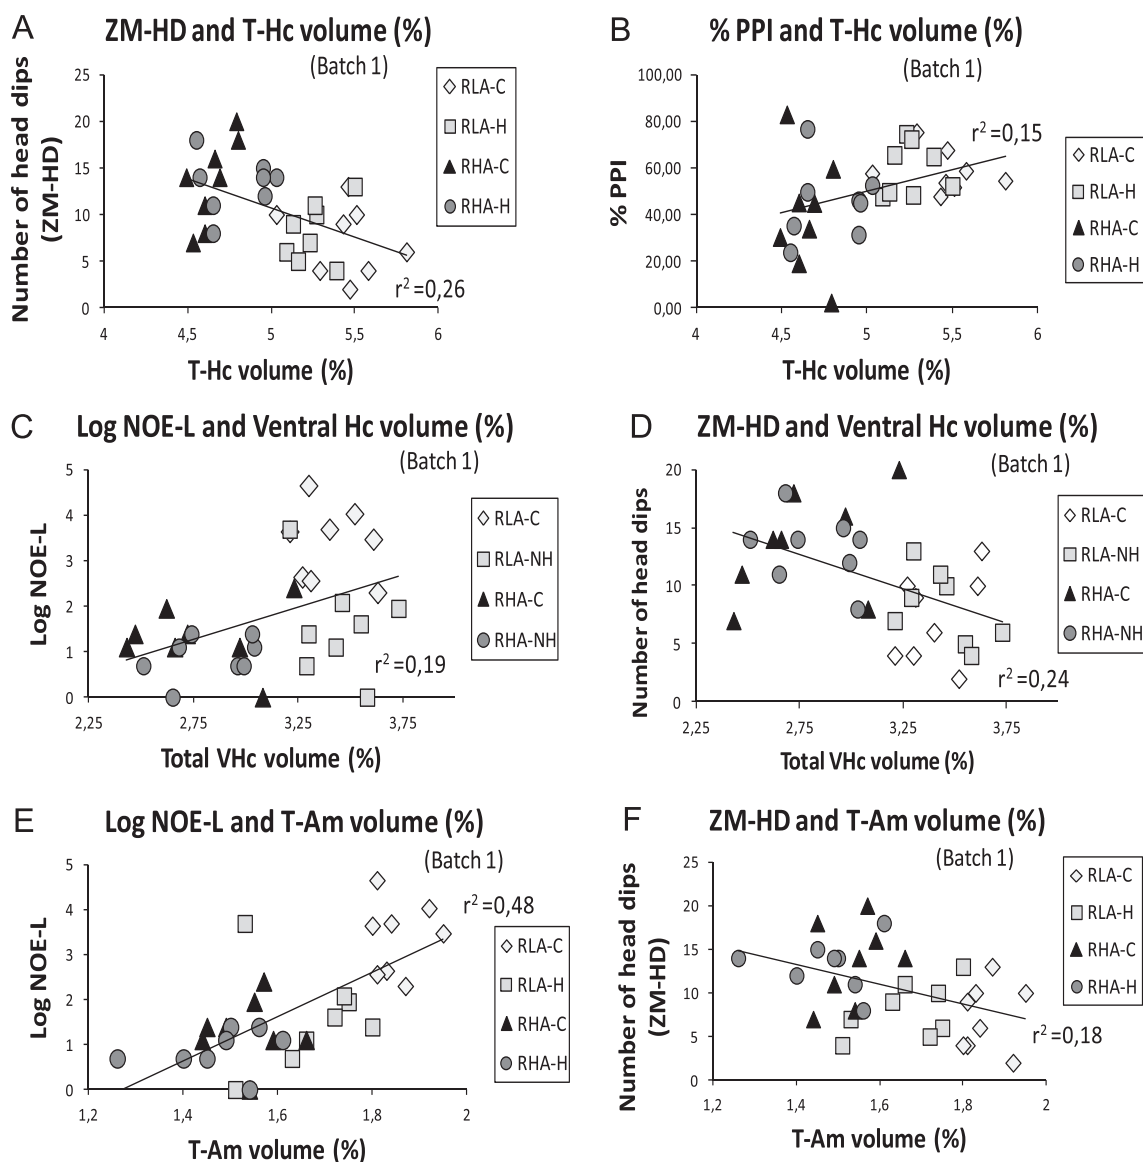 A
ZM-HD and T-Hc volume (%)
(Batch 1)
Number of head dips
(ZM-HD)
25
20
15
10
5
0
4
4,5
5
5,5
6
T-Hc volume (%)
r²=0,26
RLA-C
RLA-H
RHA-C
RHA-H
B
% PPI and T-Hc volume (%)
(Batch 1)
% PPI
100,00
80,00
60,00
40,00
20,00
0,00
4
4,5
5
5,5
6
T-Hc volume (%)
r²=0,15
RLA-C
RLA-H
RHA-C
RHA-H
C
Log NOE-L and Ventral Hc volume (%)
(Batch 1)
Log NOE-L
5
4
3
2
1
0
2,25
2,75
3,25
3,75
Total VHc volume (%)
r²=0,19
RLA-C
RLA-NH
RHA-C
RHA-NH
D
ZM-HD and Ventral Hc volume (%)
(Batch 1)
Number of head dips
20
15
10
5
0
2,25
2,75
3,25
3,75
Total VHc volume (%)
r²=0,24
RLA-C
RLA-NH
RHA-C
RHA-NH
E
Log NOE-L and T-Am volume (%)
(Batch 1)
Log NOE-L
5
4
3
2
1
0
1,2
1,4
1,6
1,8
2
T-Am volume (%)
r²=0,48
RLA-C
RLA-H
RHA-C
RHA-H
F
ZM-HD and T-Am volume (%)
(Batch 1)
Number of head dips
(ZM-HD)
25
20
15
10
5
0
1,2
1,4
1,6
1,8
2
T-Am volume (%)
r²=0,18
RLA-C
RLA-H
RHA-C
RHA-H